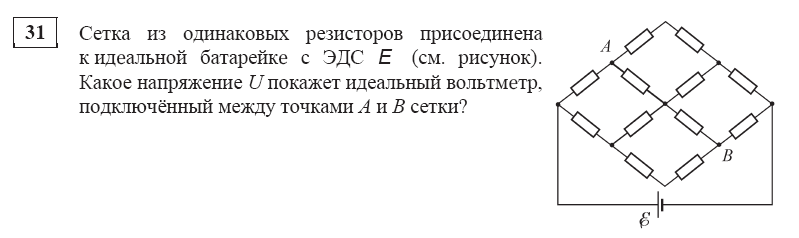 31 Сетка из одинаковых резисторов присоединена
к идеальной батарейке с ЭДС E (см. рисунок).
Какое напряжение U покажет идеальный вольтметр,
подключённый между точками A и B сетки?
A
B
ℰ